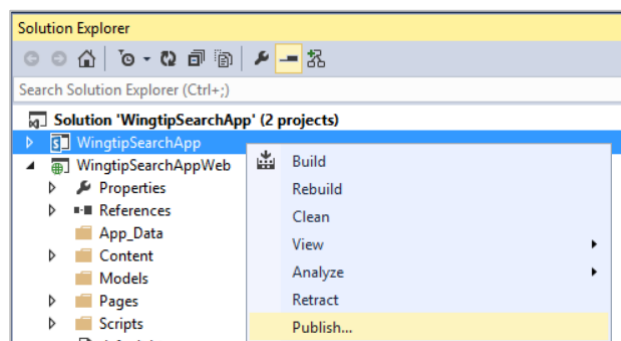 Solution Explorer
Search Solution Explorer (Ctrl+;)
Solution 'WingtipSearchApp' (2 projects)
WingtipSearchApp
WingtipSearchAppWeb
Properties
References
App_Data
Content
Models
Pages
Scripts
Build
Rebuild
Clean
View
Analyze
Retract
Publish...